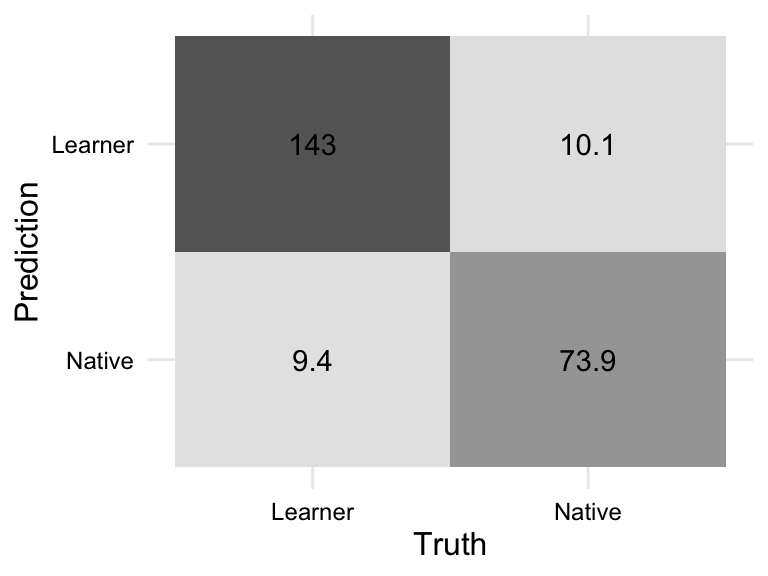 Prediction
Learner
143
10.1
Native
9.4
73.9
Learner
Native
Truth